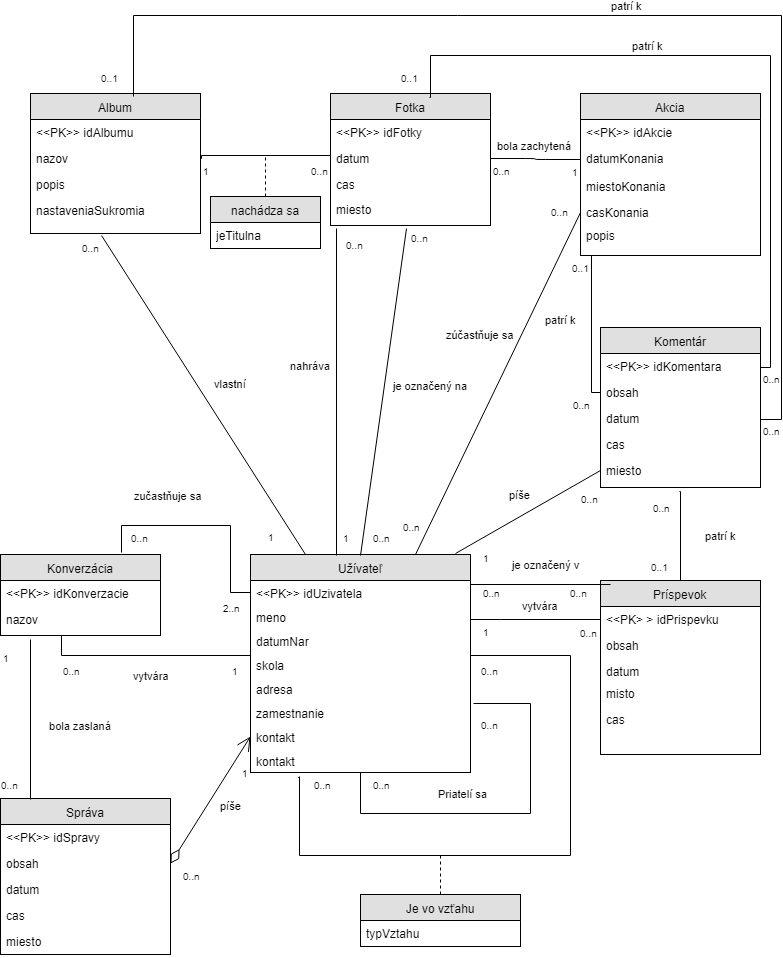 patrí k
patrí k
0..1
0..1
Album
<<PK>> idAlbumu
nazov
popis
nastaveniaSukromia
Fotka
<<PK>> idFotky
datum
cas
miesto
Akcia
<<PK>> idAkcie
datumKonania
miestoKonania
casKonania
popis
1
0..n
nachádza sa
jeTitulna
bola zachytená
0..n
1
0..n
0..n
0..n
0..n
0..1
vlastní
nahráva
je označený na
zúčastňuje sa
patrí k
0..n
Komentár
<<PK>> idKomentara
obsah
datum
cas
miesto
0..n
0..n
píše
0..n
0..n
patrí k
0..1
zučastňuje sa
0..n
2..n
1
1
0..n
0..n
1
Konverzácia
<<PK>> idKonverzacie
nazov
Užívateľ
<<PK>> idUzivatela
meno
datumNar
skola
adresa
zamestnanie
kontakt
kontakt
je označený v
0..n
0..n
vytvára
1
0..n
Príspevok
<<PK> > idPrispevku
obsah
datum
misto
cas
1
0..n
vytvára
1
bola zaslaná
0..n
0..n
0..n
0..n
0..n
Priatelí sa
1
píše
0..n
Správa
<<PK>> idSpravy
obsah
datum
cas
miesto
Je vo vzťahu
typVztahu